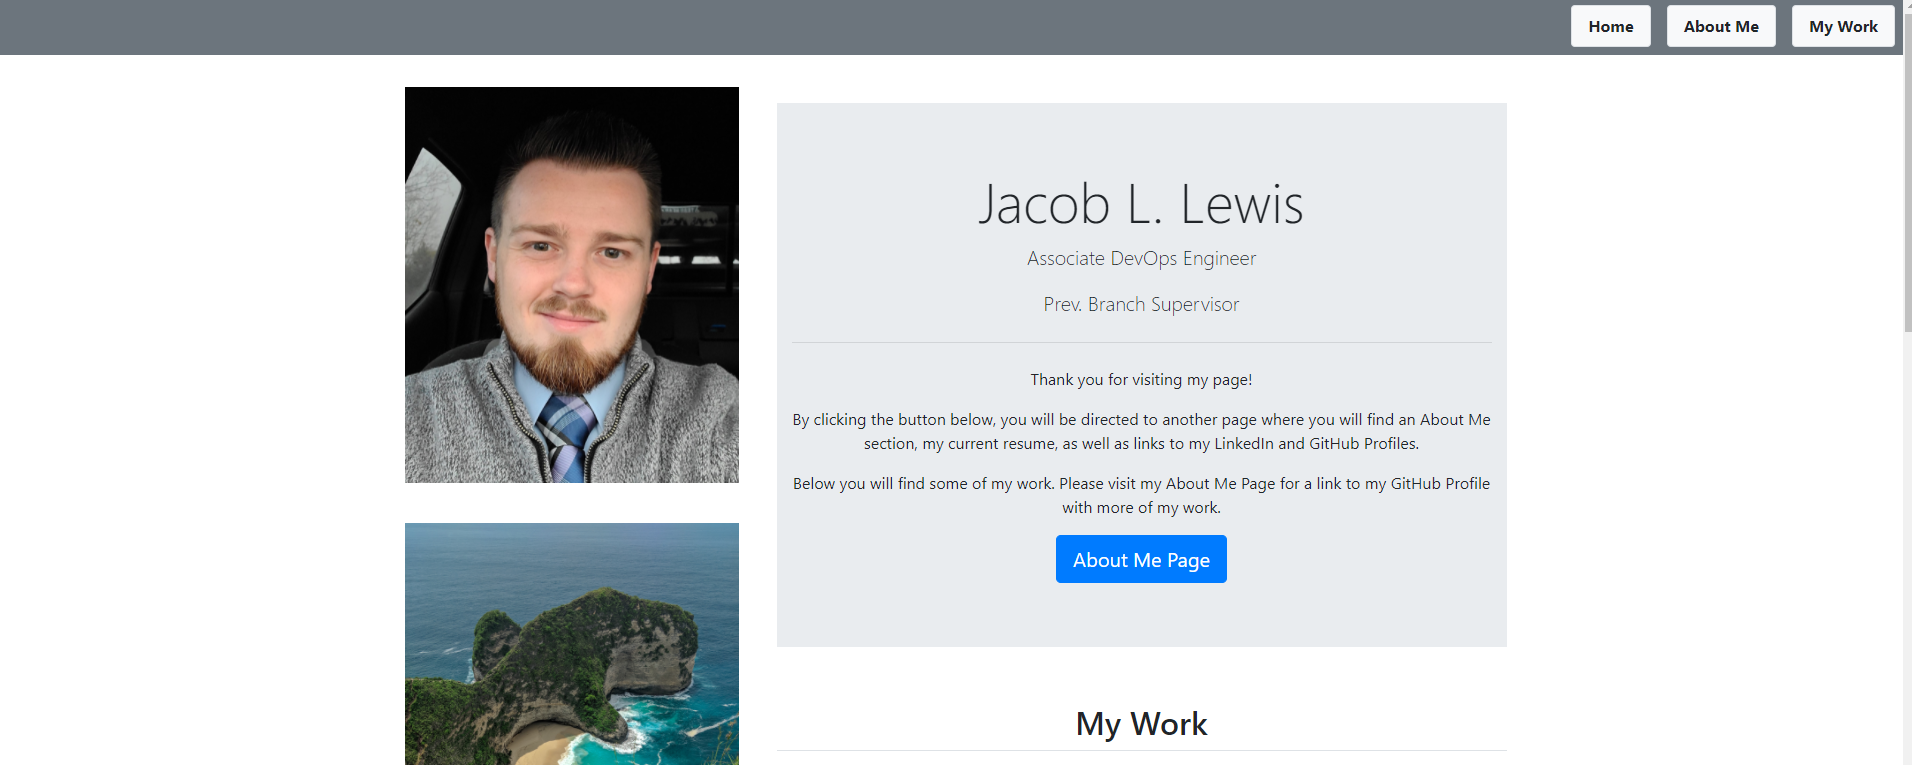 Home
About Me
My Work
Jacob L. Lewis
Associate DevOps Engineer
Prev. Branch Supervisor
Thank you for visiting my page!
By clicking the button below, you will be directed to another page where you will find an About Me
section, my current resume, as well as links to my LinkedIn and GitHub Profiles.
Below you will find some of my work. Please visit my About Me Page for a link to my GitHub Profile
with more of my work.
About Me Page
My Work